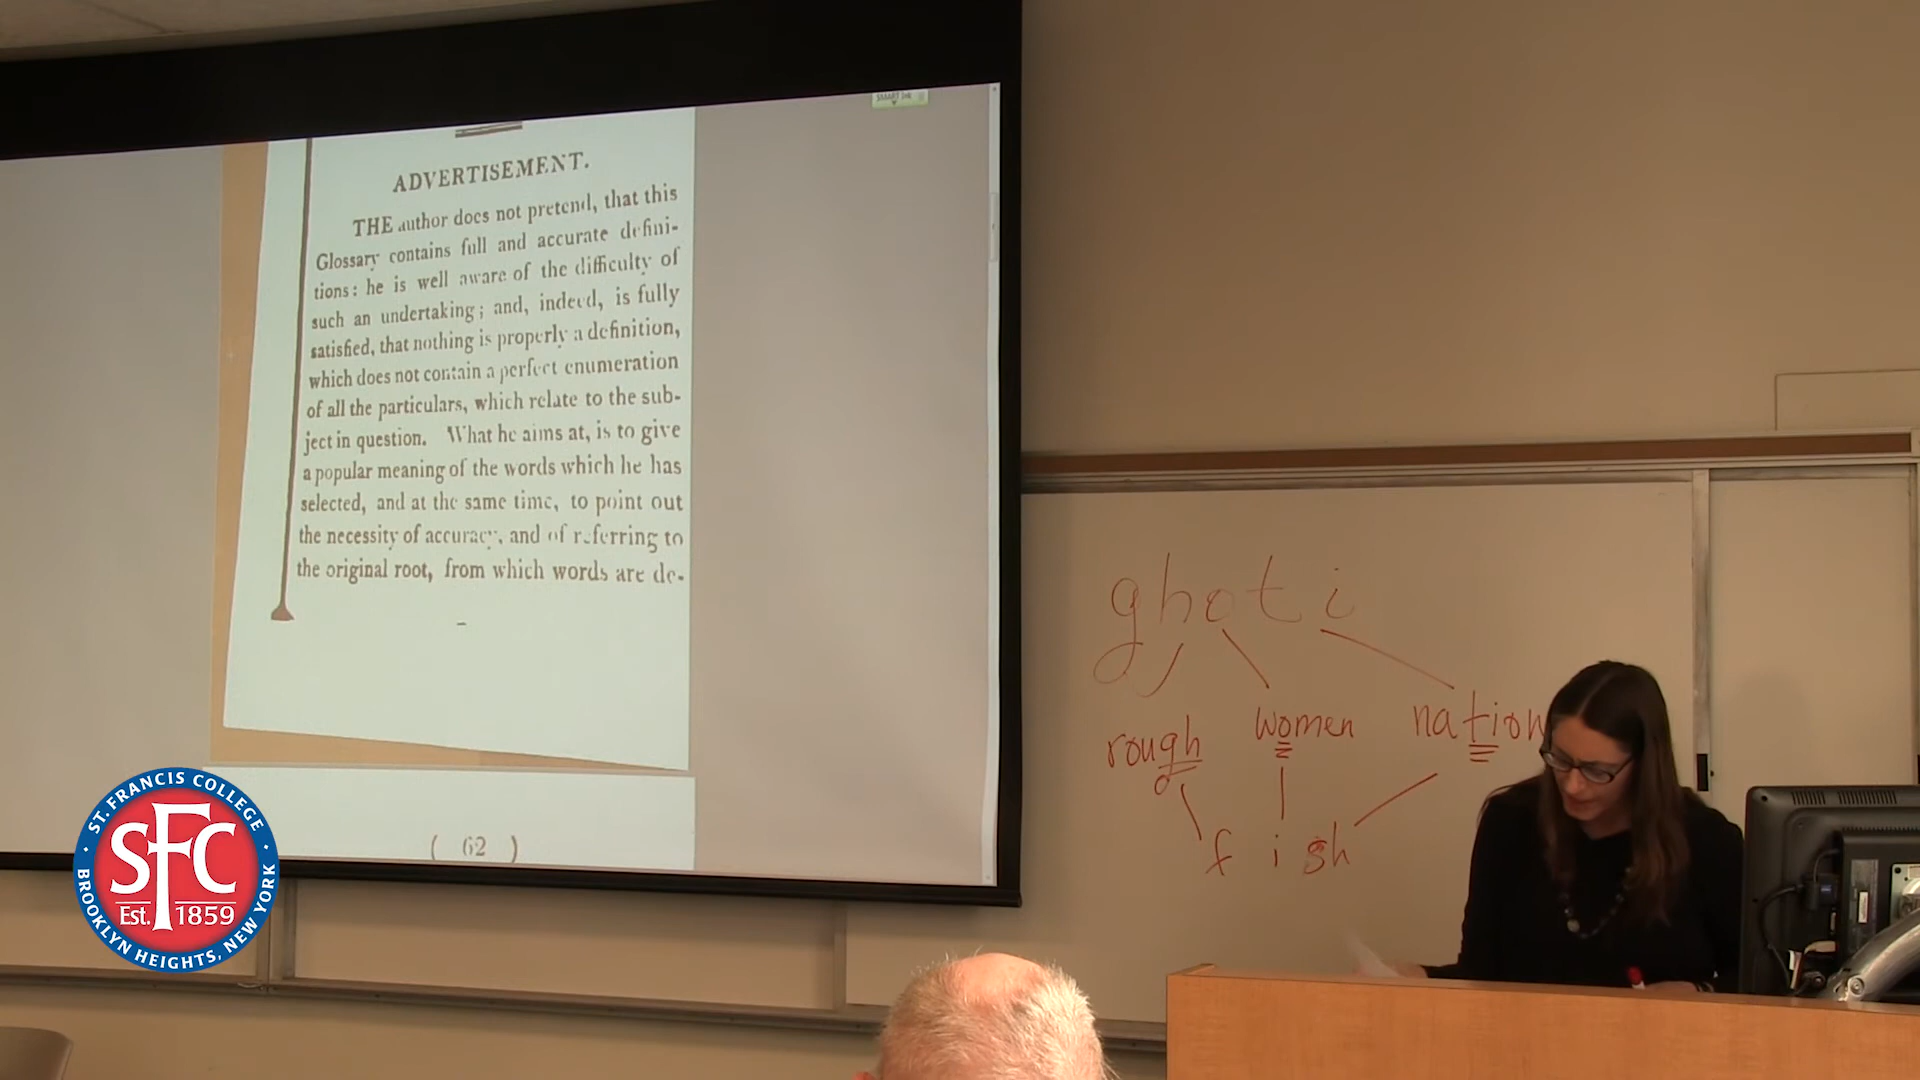 SMART Ink
ADVERTISEMENT.
THE author does not pretend, that this
Glossary contains full and accurate defini-
tions: he is well aware of the difficulty of
such an undertaking; and, indeed, is fully
satisfied, that nothing is properly a definition,
which does not contain a perfect enumeration
of all the particulars, which relate to the sub-
ject in question. What he aims at, is to give
a popular meaning of the words which he has
selected, and at the same time, to point out
the necessity of accuracy, and of referring to
the original root, from which words are de-
( 62 )
ghoti
rough women nation
f i sh
ST. FRANCIS COLLEGE
SFC
Est. 1859
BROOKLYN HEIGHTS, NEW YORK